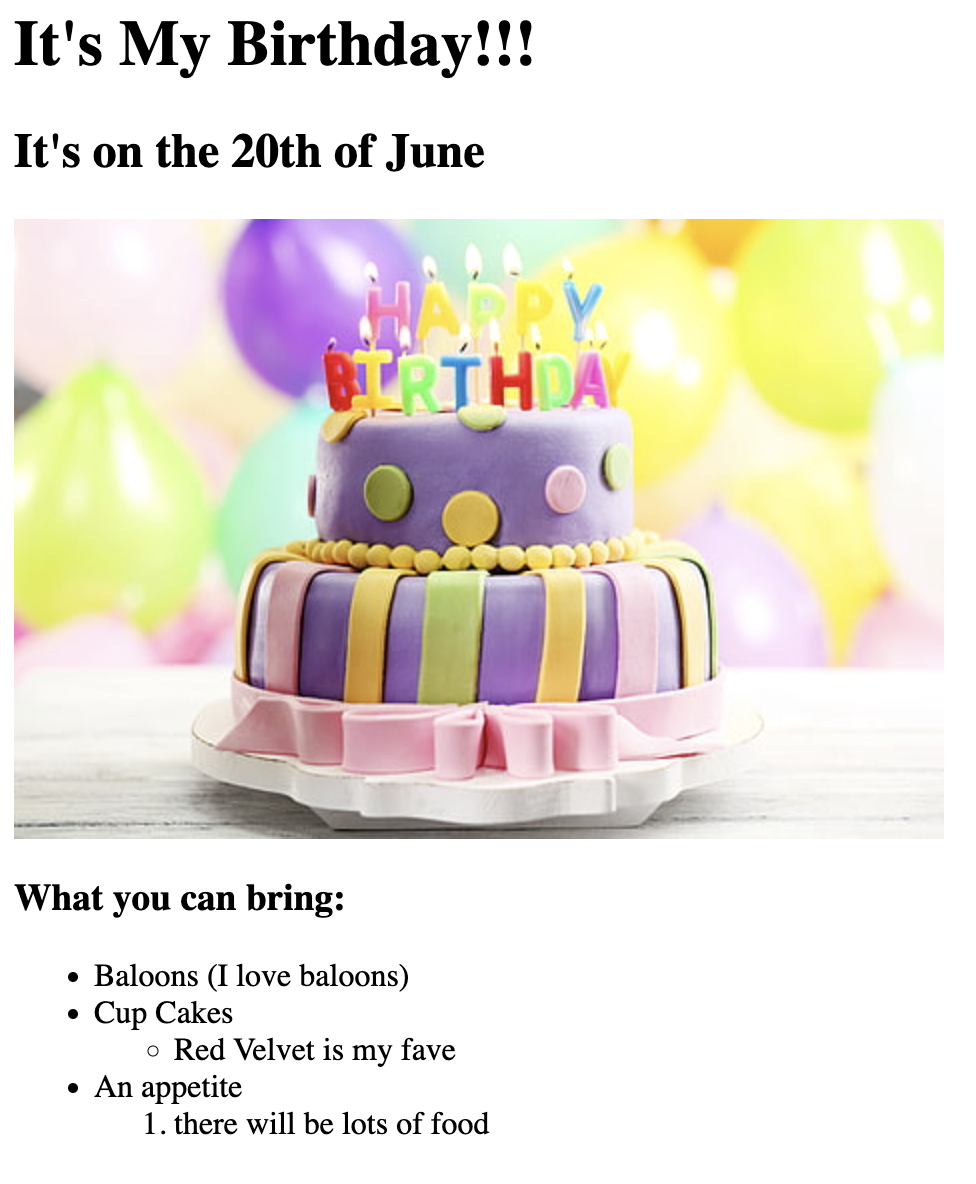 It's My Birthday!!!
It's on the 20th of June
HAPPY
BIRTHDAY
What you can bring:
Baloons (I love baloons)
Cup Cakes
Red Velvet is my fave
An appetite
1. there will be lots of food